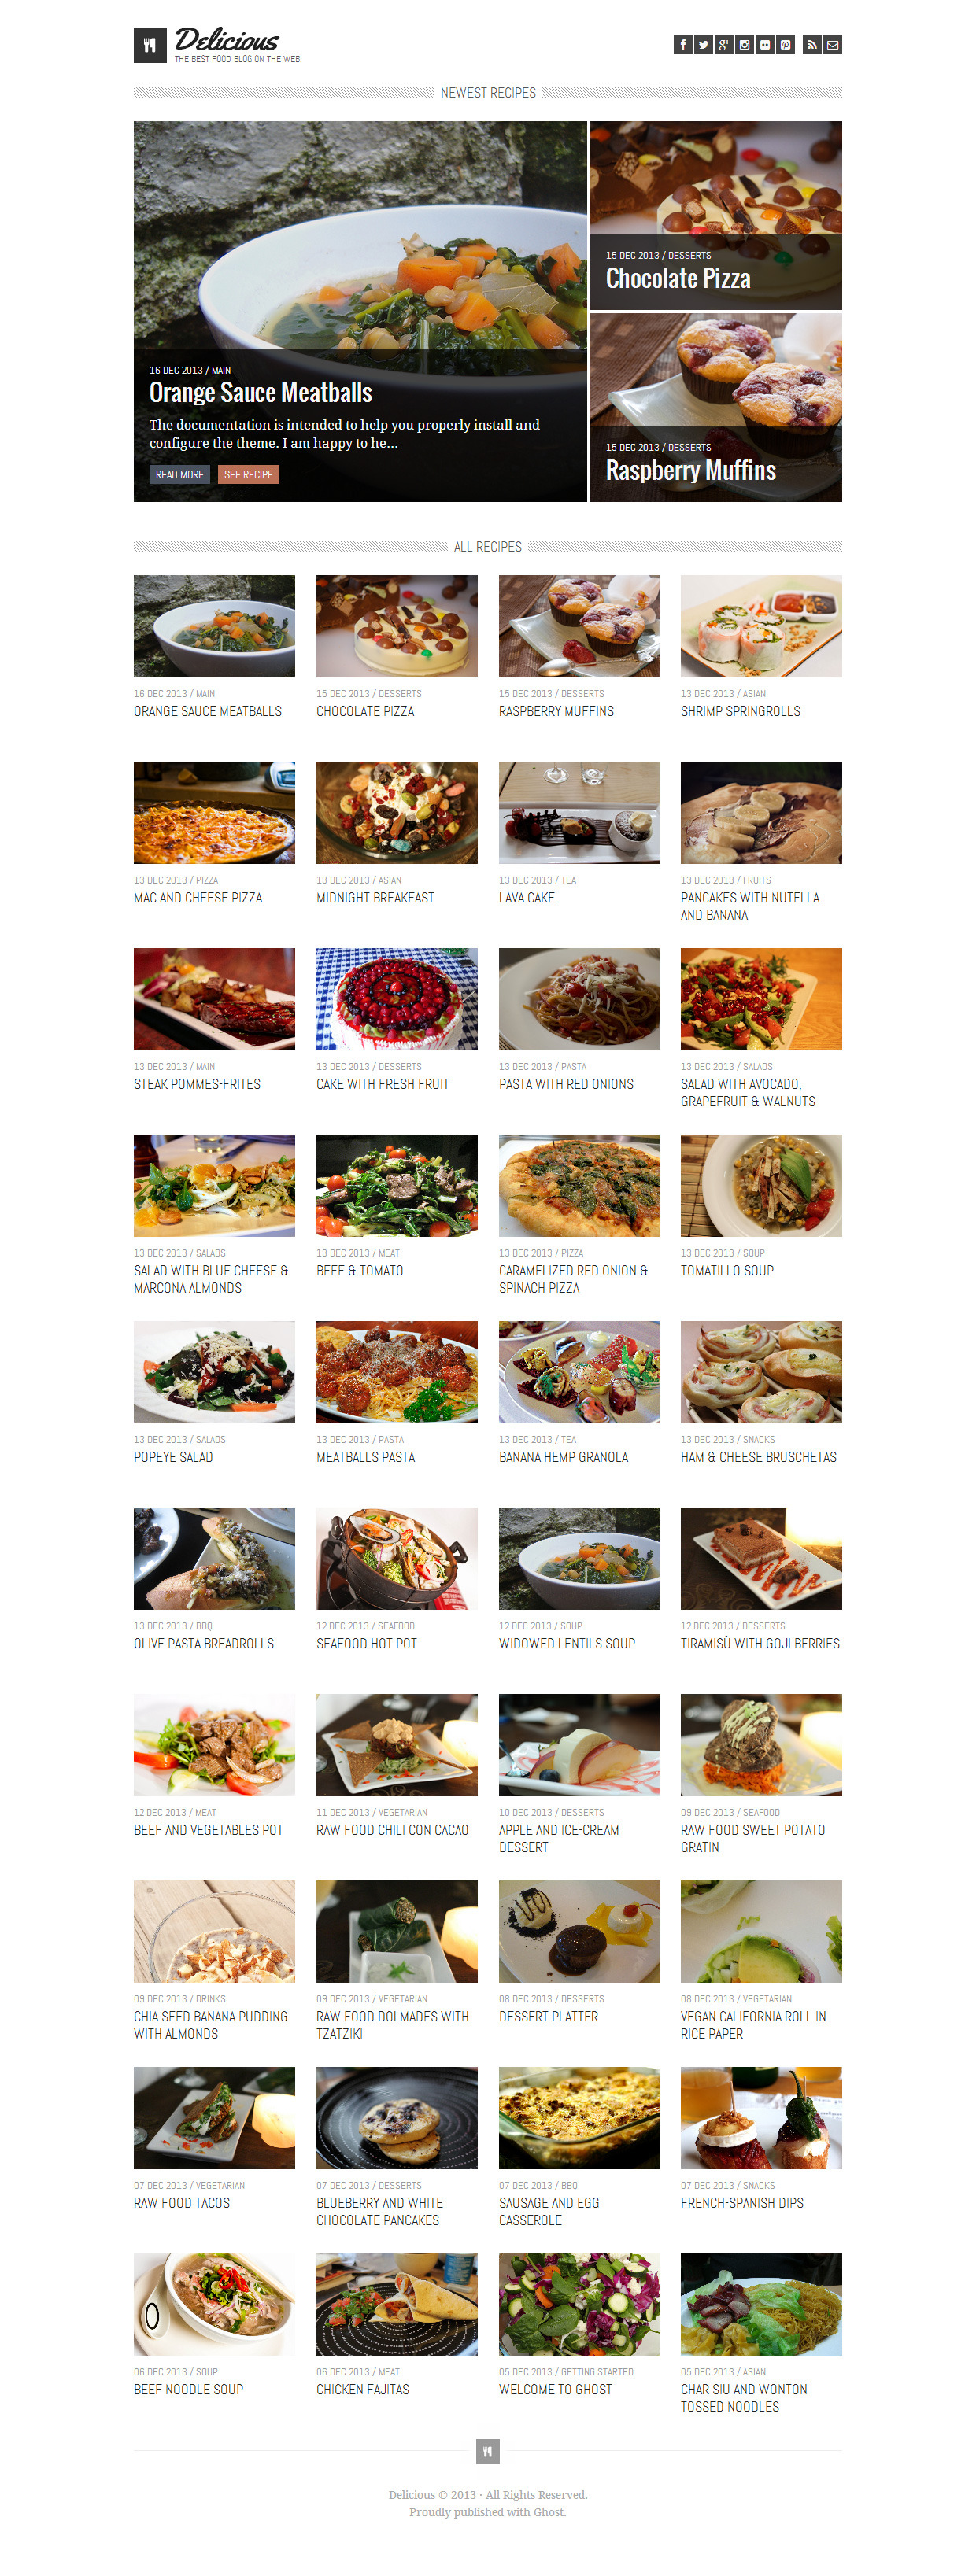 Delicious
THE BEST FOOD BLOG ON THE WEB.
NEWEST RECIPES
16 DEC 2013 / MAIN
Orange Sauce Meatballs
The documentation is intended to help you properly install and
configure the theme. I am happy to he...
READ MORE SEE RECIPE
15 DEC 2013 / DESSERTS
Chocolate Pizza
15 DEC 2013 / DESSERTS
Raspberry Muffins
ALL RECIPES
16 DEC 2013 / MAIN
ORANGE SAUCE MEATBALLS
15 DEC 2013 / DESSERTS
CHOCOLATE PIZZA
15 DEC 2013 / DESSERTS
RASPBERRY MUFFINS
13 DEC 2013 / ASIAN
SHRIMP SPRINGROLLS
13 DEC 2013 / PIZZA
MAC AND CHEESE PIZZA
13 DEC 2013 / ASIAN
MIDNIGHT BREAKFAST
13 DEC 2013 / TEA
LAVA CAKE
13 DEC 2013 / FRUITS
PANCAKES WITH NUTELLA
AND BANANA
13 DEC 2013 / MAIN
STEAK POMMES-FRITES
13 DEC 2013 / DESSERTS
CAKE WITH FRESH FRUIT
13 DEC 2013 / PASTA
PASTA WITH RED ONIONS
13 DEC 2013 / SALADS
SALAD WITH AVOCADO,
GRAPEFRUIT & WALNUTS
13 DEC 2013 / SALADS
SALAD WITH BLUE CHEESE &
MARCONA ALMONDS
13 DEC 2013 / MEAT
BEEF & TOMATO
13 DEC 2013 / PIZZA
CARAMELIZED RED ONION &
SPINACH PIZZA
13 DEC 2013 / SOUP
TOMATILLO SOUP
13 DEC 2013 / SALADS
POPEYE SALAD
13 DEC 2013 / PASTA
MEATBALLS PASTA
13 DEC 2013 / TEA
BANANA HEMP GRANOLA
13 DEC 2013 / SNACKS
HAM & CHEESE BRUSCHETAS
13 DEC 2013 / BBQ
OLIVE PASTA BREADROLLS
12 DEC 2013 / SEAFOOD
SEAFOOD HOT POT
12 DEC 2013 / SOUP
WIDOWED LENTILS SOUP
12 DEC 2013 / DESSERTS
TIRAMISÙ WITH GOJI BERRIES
12 DEC 2013 / MEAT
BEEF AND VEGETABLES POT
11 DEC 2013 / VEGETARIAN
RAW FOOD CHILI CON CACAO
10 DEC 2013 / DESSERTS
APPLE AND ICE-CREAM
DESSERT
09 DEC 2013 / SEAFOOD
RAW FOOD SWEET POTATO
GRATIN
09 DEC 2013 / DRINKS
CHIA SEED BANANA PUDDING
WITH ALMONDS
09 DEC 2013 / VEGETARIAN
RAW FOOD DOLMADES WITH
TZATZIKI
08 DEC 2013 / DESSERTS
DESSERT PLATTER
08 DEC 2013 / VEGETARIAN
VEGAN CALIFORNIA ROLL IN
RICE PAPER
07 DEC 2013 / VEGETARIAN
RAW FOOD TACOS
07 DEC 2013 / DESSERTS
BLUEBERRY AND WHITE
CHOCOLATE PANCAKES
07 DEC 2013 / BBQ
SAUSAGE AND EGG
CASSEROLE
07 DEC 2013 / SNACKS
FRENCH-SPANISH DIPS
06 DEC 2013 / SOUP
BEEF NOODLE SOUP
06 DEC 2013 / MEAT
CHICKEN FAJITAS
05 DEC 2013 / GETTING STARTED
WELCOME TO GHOST
05 DEC 2013 / ASIAN
CHAR SIU AND WONTON
TOSSED NOODLES
Delicious © 2013 · All Rights Reserved.
Proudly published with Ghost.